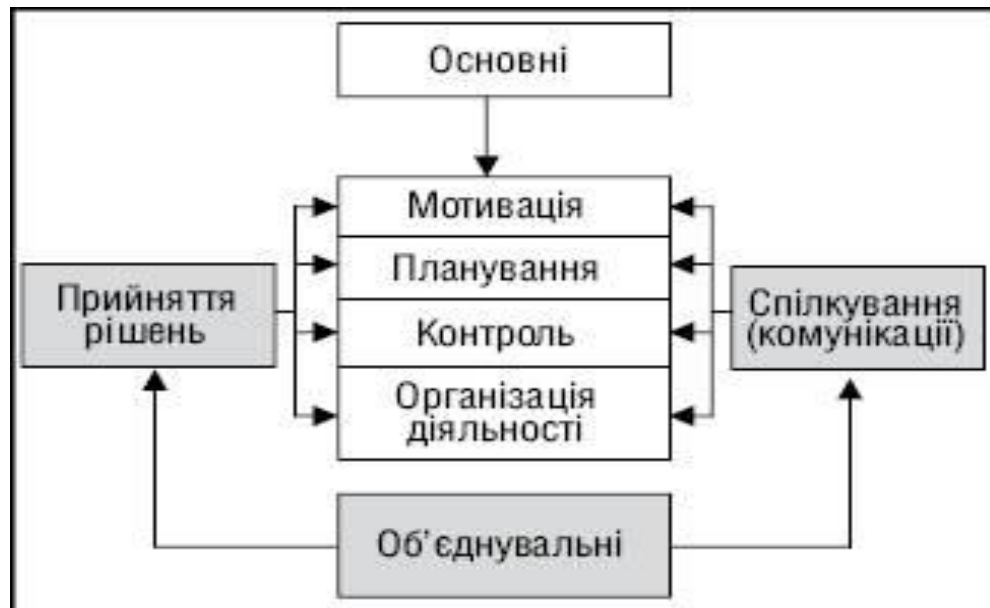 Основні
Мотивація
Планування
Прийняття
рішень
Контроль
Спілкування
(комунікації)
Організація
діяльності
Об’єднувальні